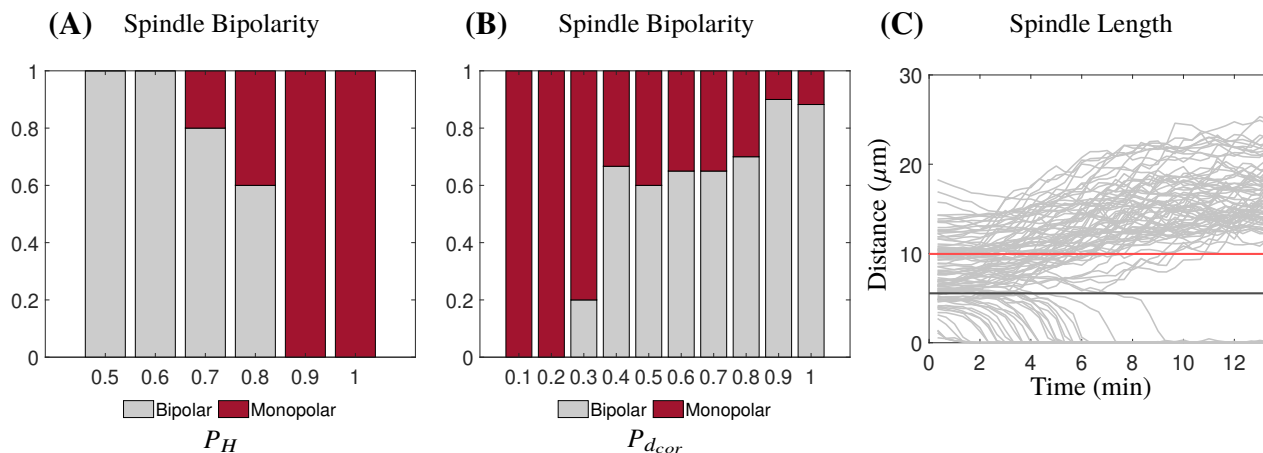 (A) Spindle Bipolarity
1
0.8
0.6
0.4
0.2
0
0.5 0.6 0.7 0.8 0.9 1
Bipolar Monopolar
P_H
(B) Spindle Bipolarity
1
0.8
0.6
0.4
0.2
0
0.1 0.2 0.3 0.4 0.5 0.6 0.7 0.8 0.9 1
Bipolar Monopolar
P_{d_{cor}}
(C) Spindle Length
30
20
10
0
Distance (μm)
0 2 4 6 8 10 12
Time (min)